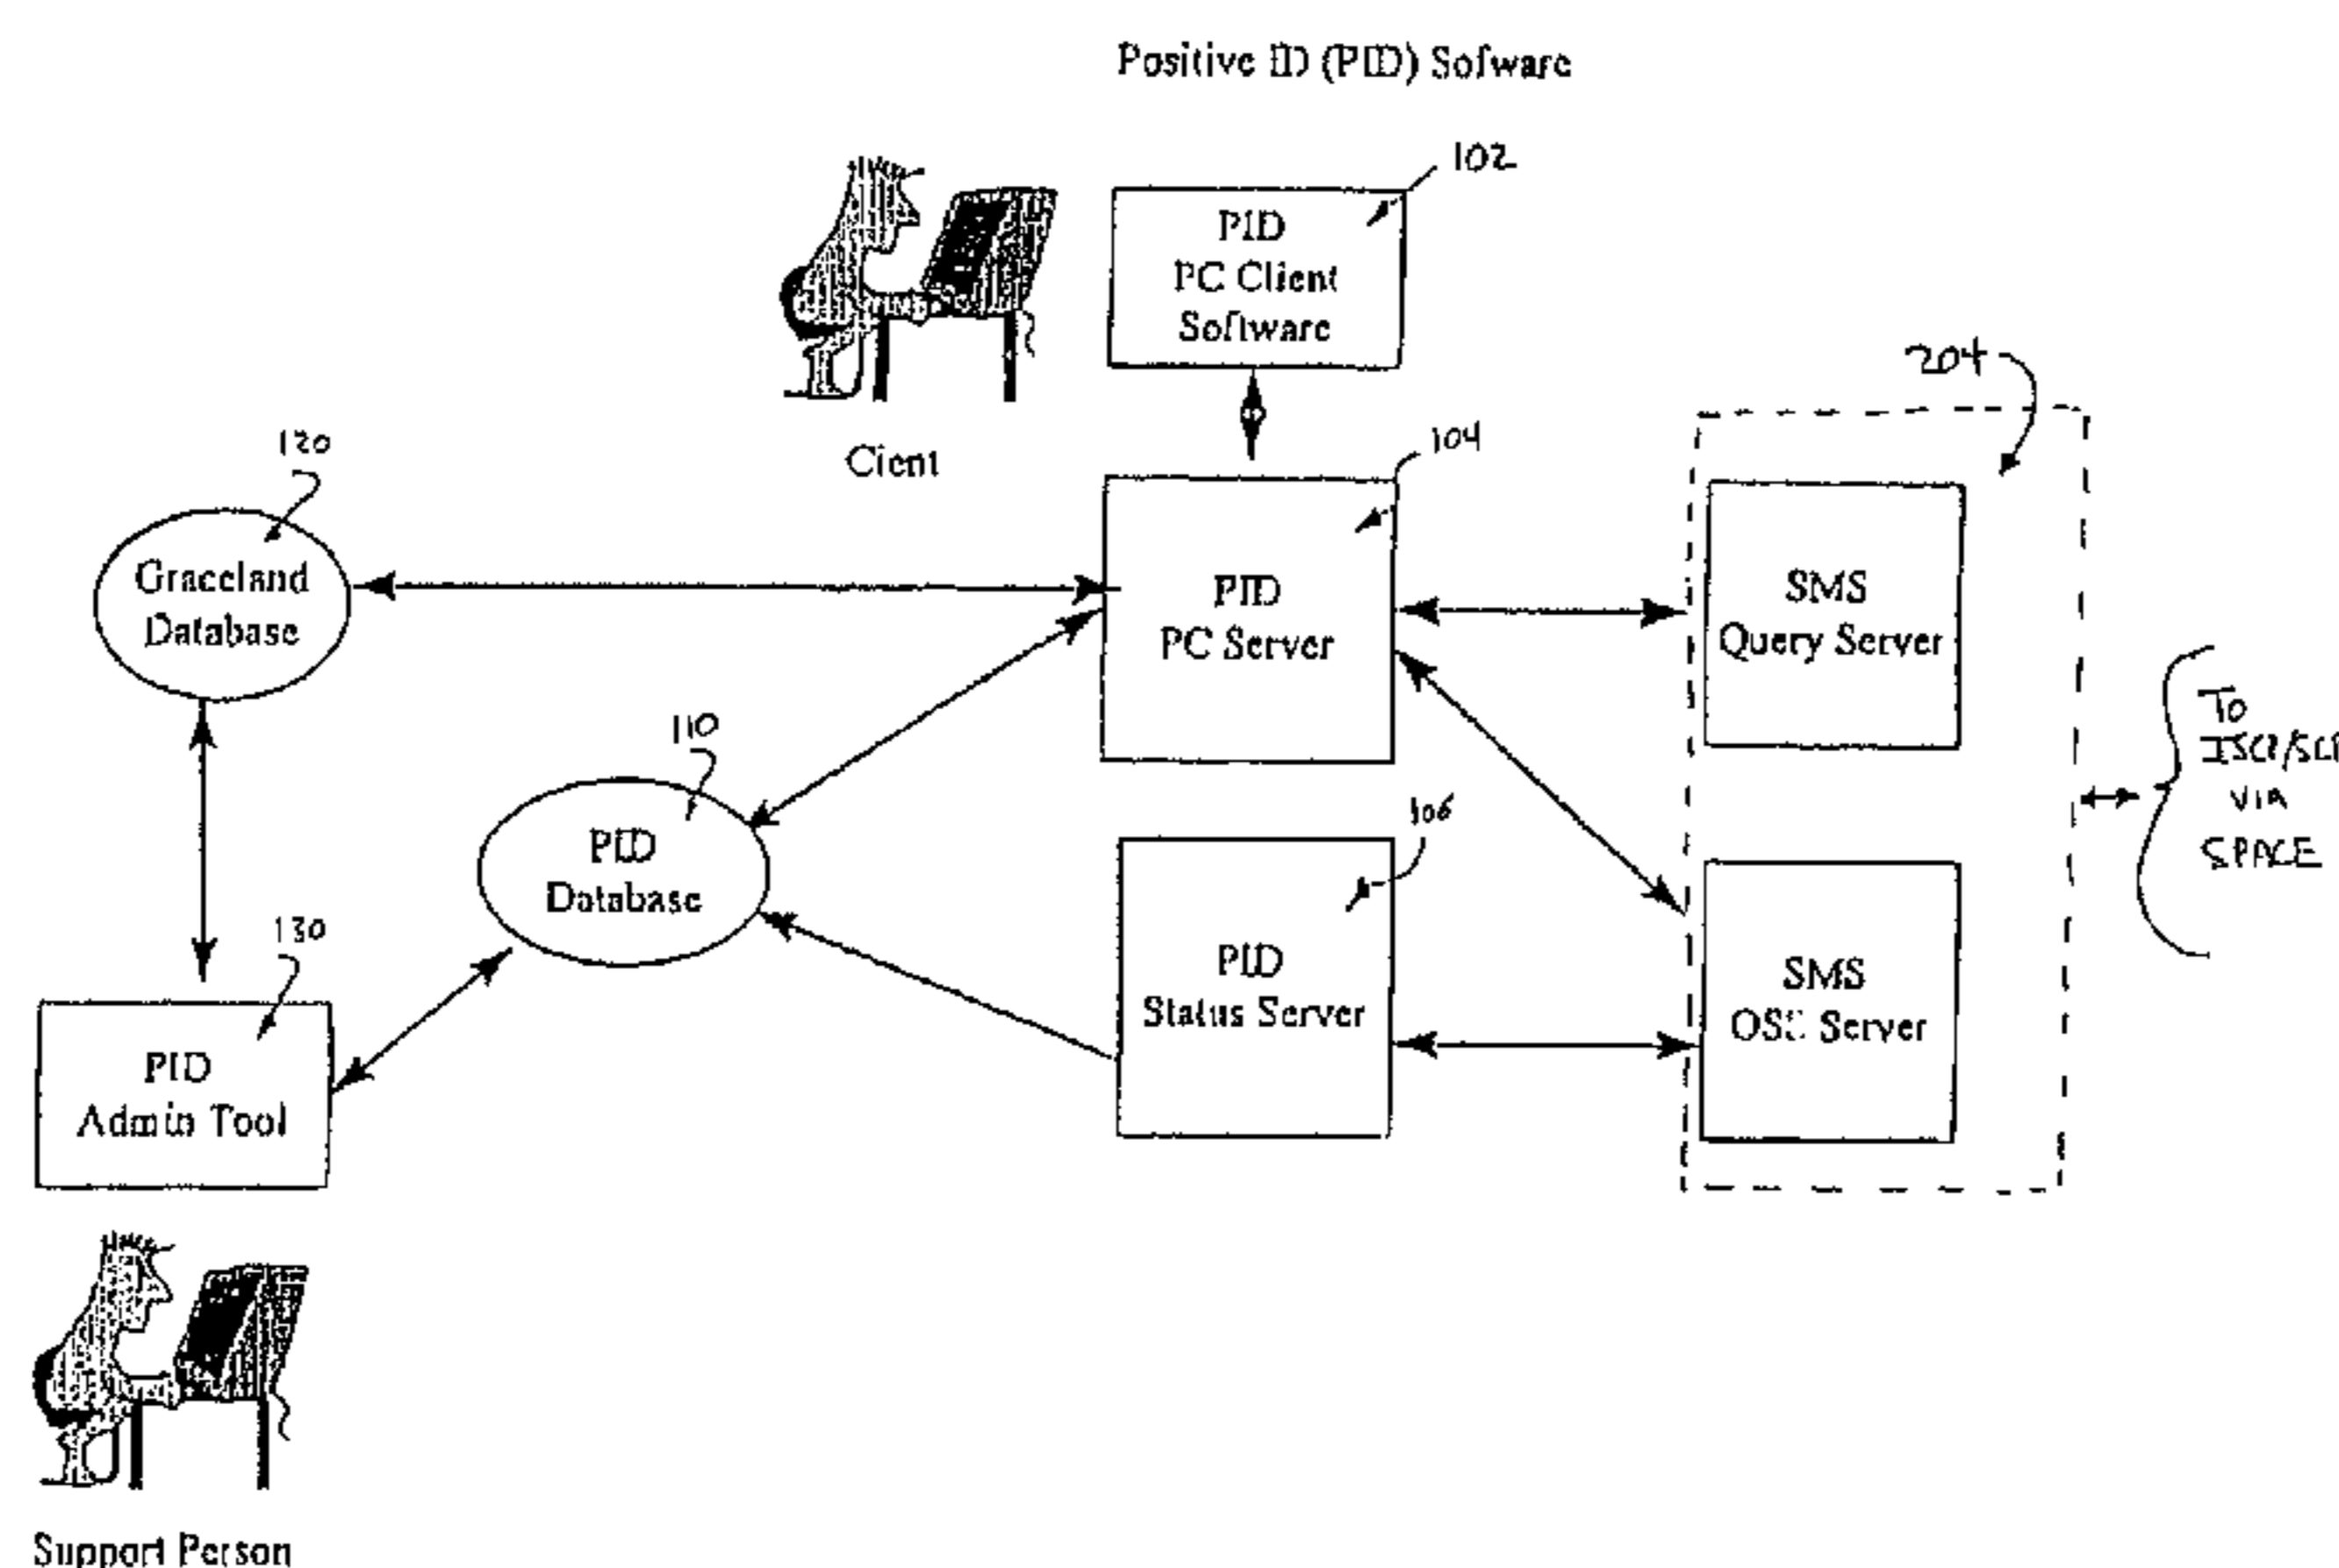 Positive ID (PID) Sofware
102
PID
PC Client
Software
204
Cient
104
120
Graceland
Database
PID
PC Server
SMS
Query Server
To
VIA
SPACE
110
PID
Database
106
PID
Status Server
SMS
Server
130
PID
Admin Tool
Support Person